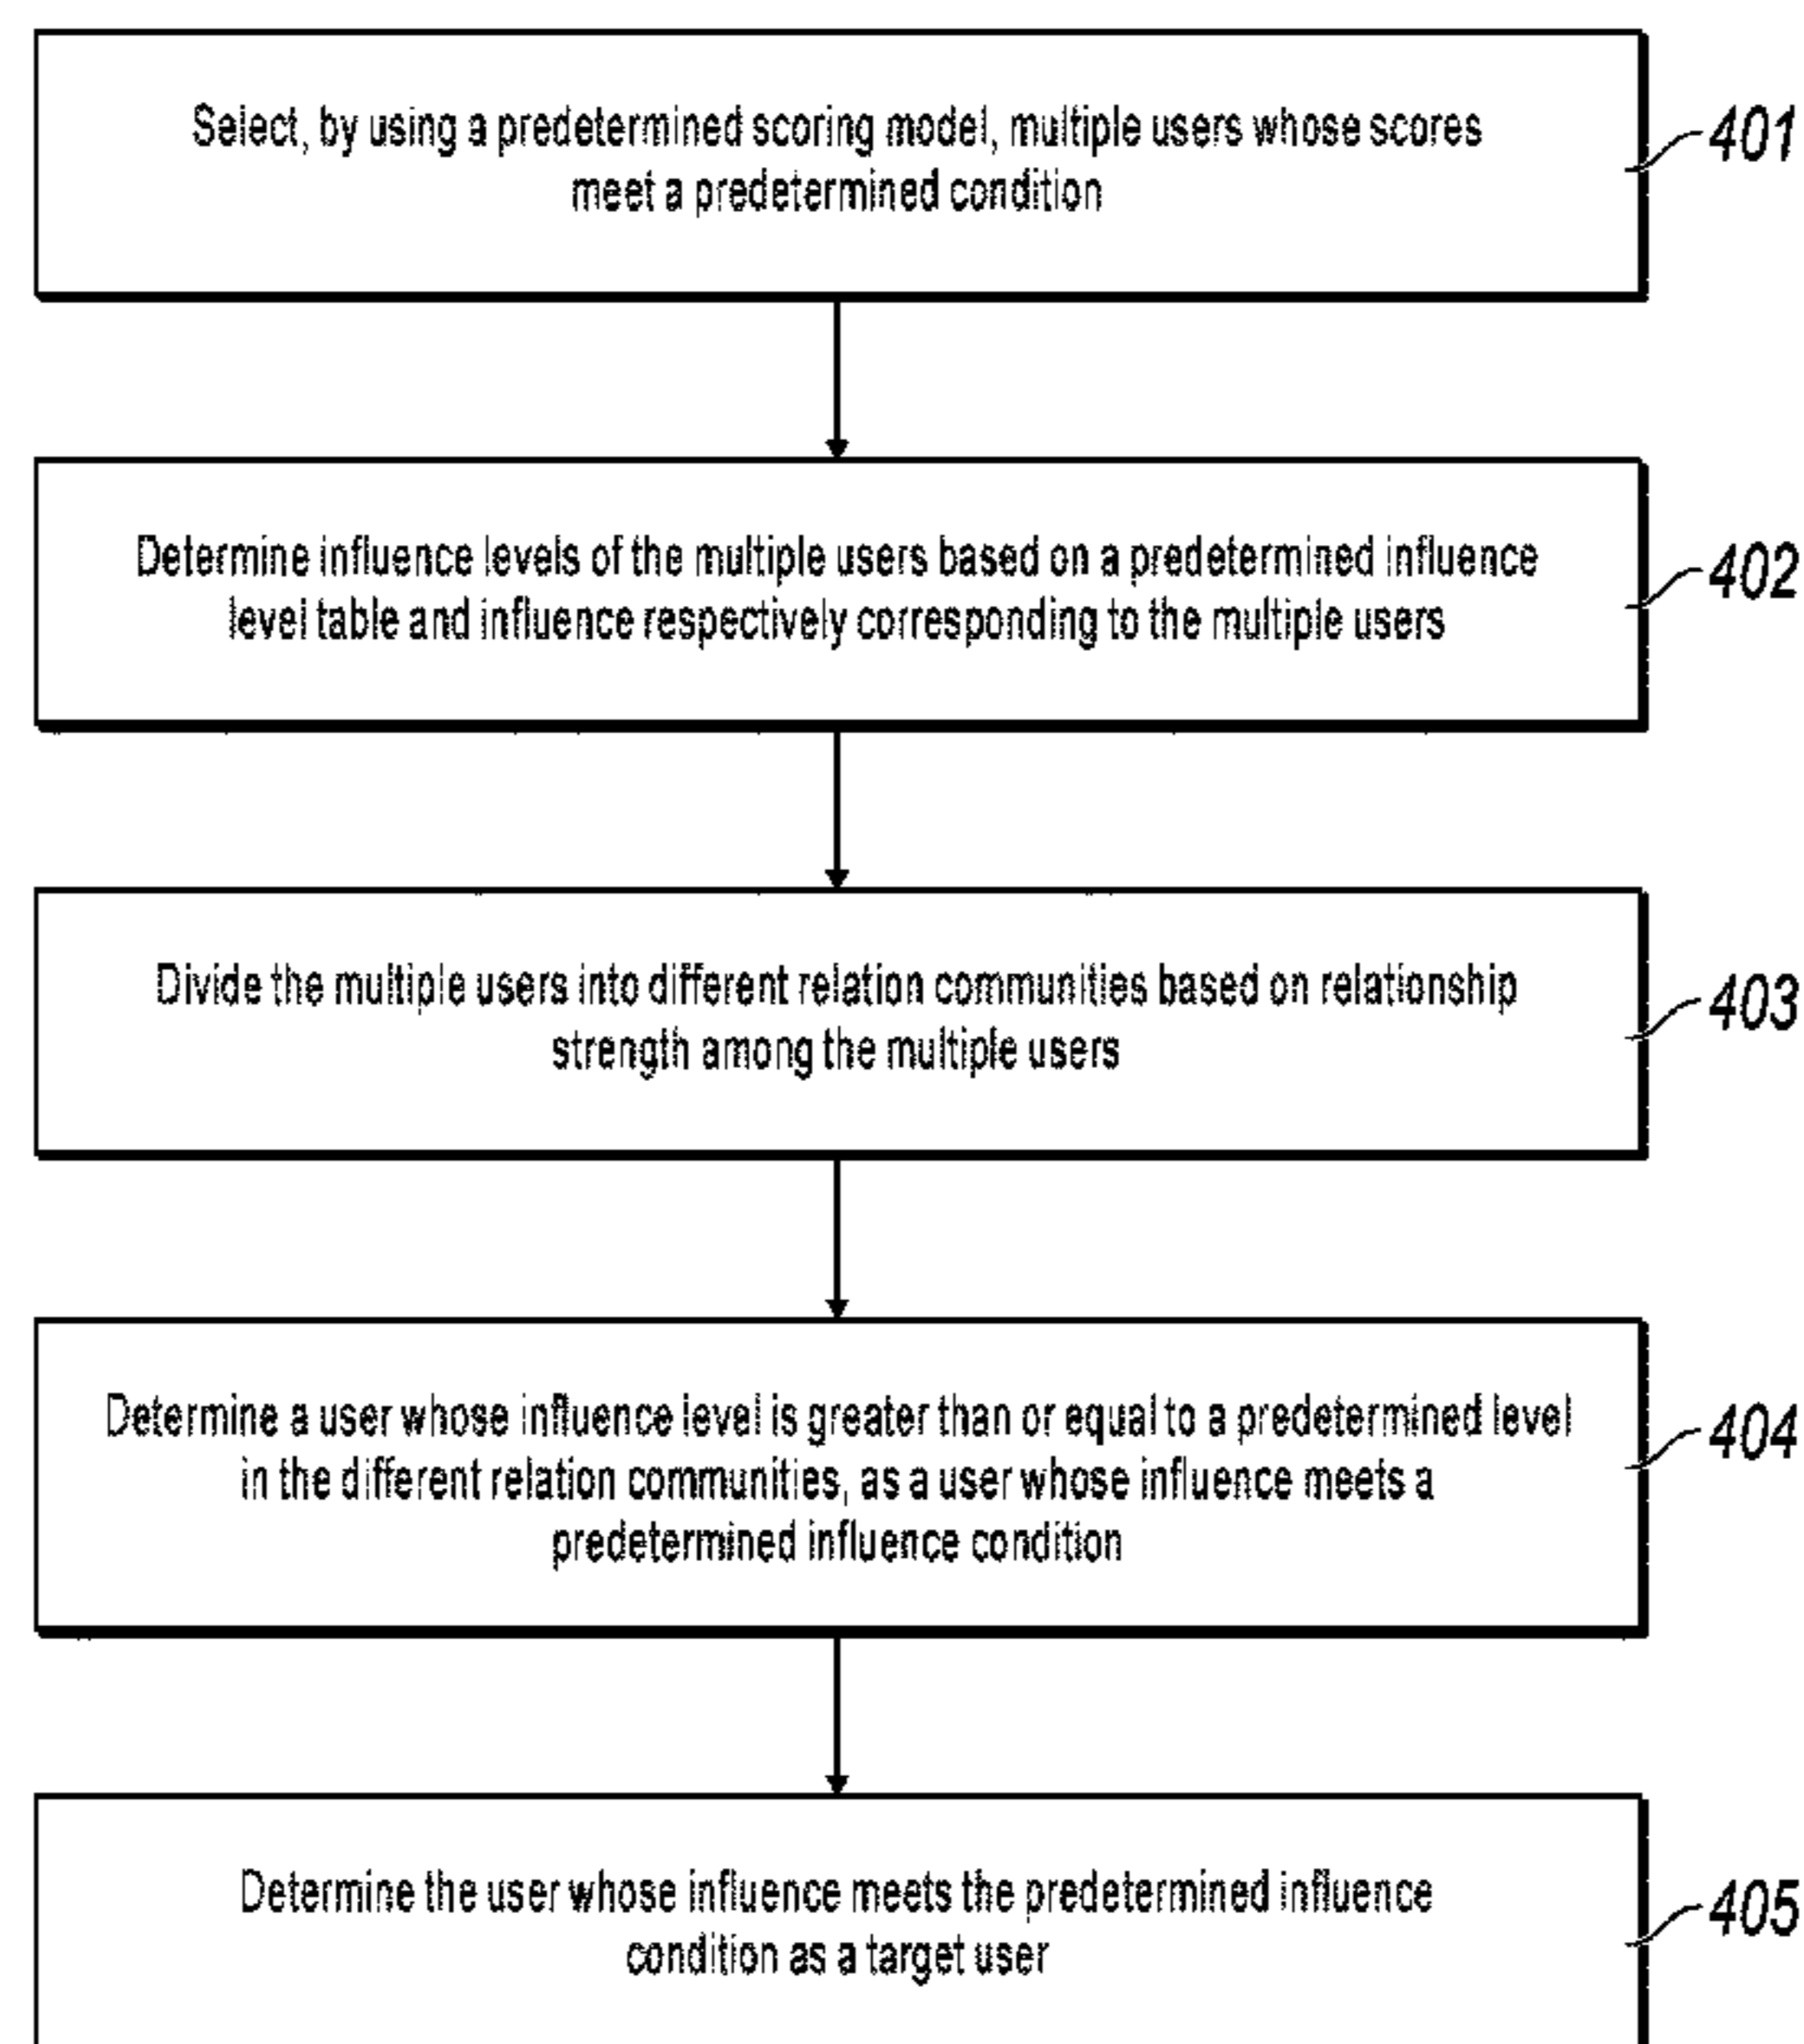 Select, by using a predetermined scoring model, multiple users whose scores
meet a predetermined condition
401
Determine influence levels of the multiple users based on a predetermined influence
level table and influence respectively corresponding to the multiple users
402
Divide the multiple users into different relation communities based on relationship
strength among the multiple users
403
Determine a user whose influence level is greater than or equal to a predetermined level
in the different relation communities, as a user whose influence meets a
predetermined influence condition
404
Determine the user whose influence meets the predetermined influence
condition as a target user
405